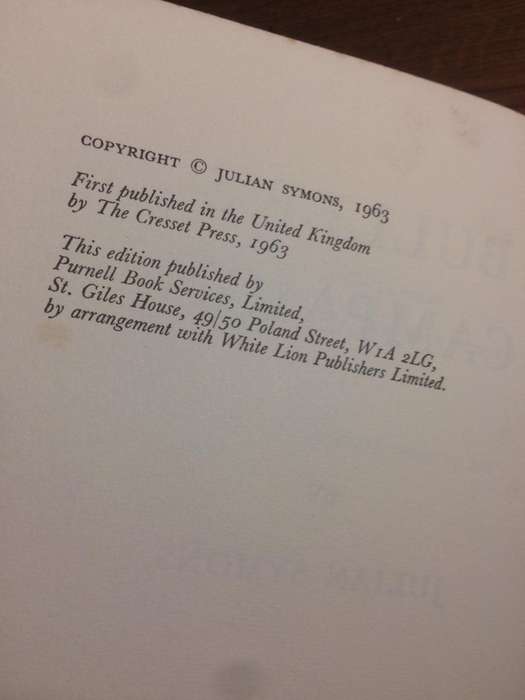 COPYRIGHT © JULIAN SYMONS, 1963
First published in the United Kingdom
by The Cresset Press, 1963
This edition published by
Purnell Book Services, Limited,
St. Giles House, 49/50 Poland Street, W1A 2LG,
by arrangement with White Lion Publishers Limited.
JULIAN SYMONS